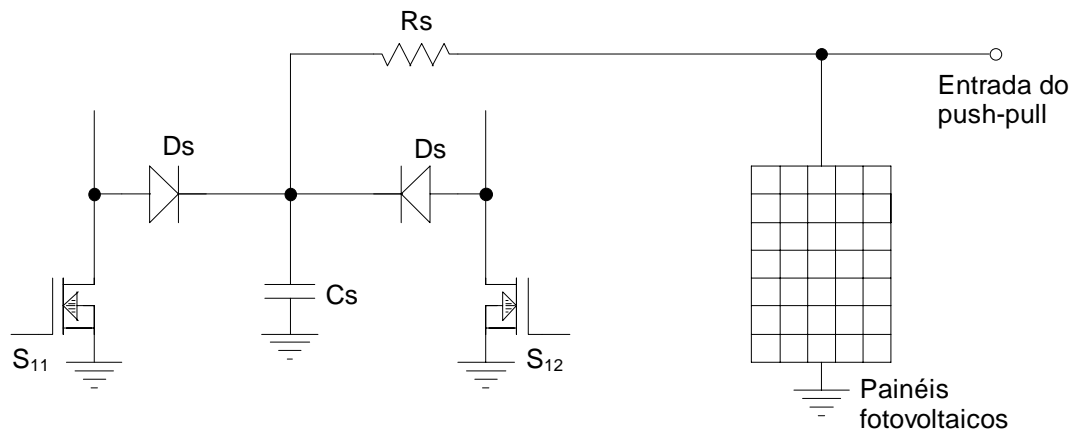 Rs
Entrada do
push-pull
Ds
Ds
Cs
S₁₁
S₁₂
Painéis
fotovoltaicos